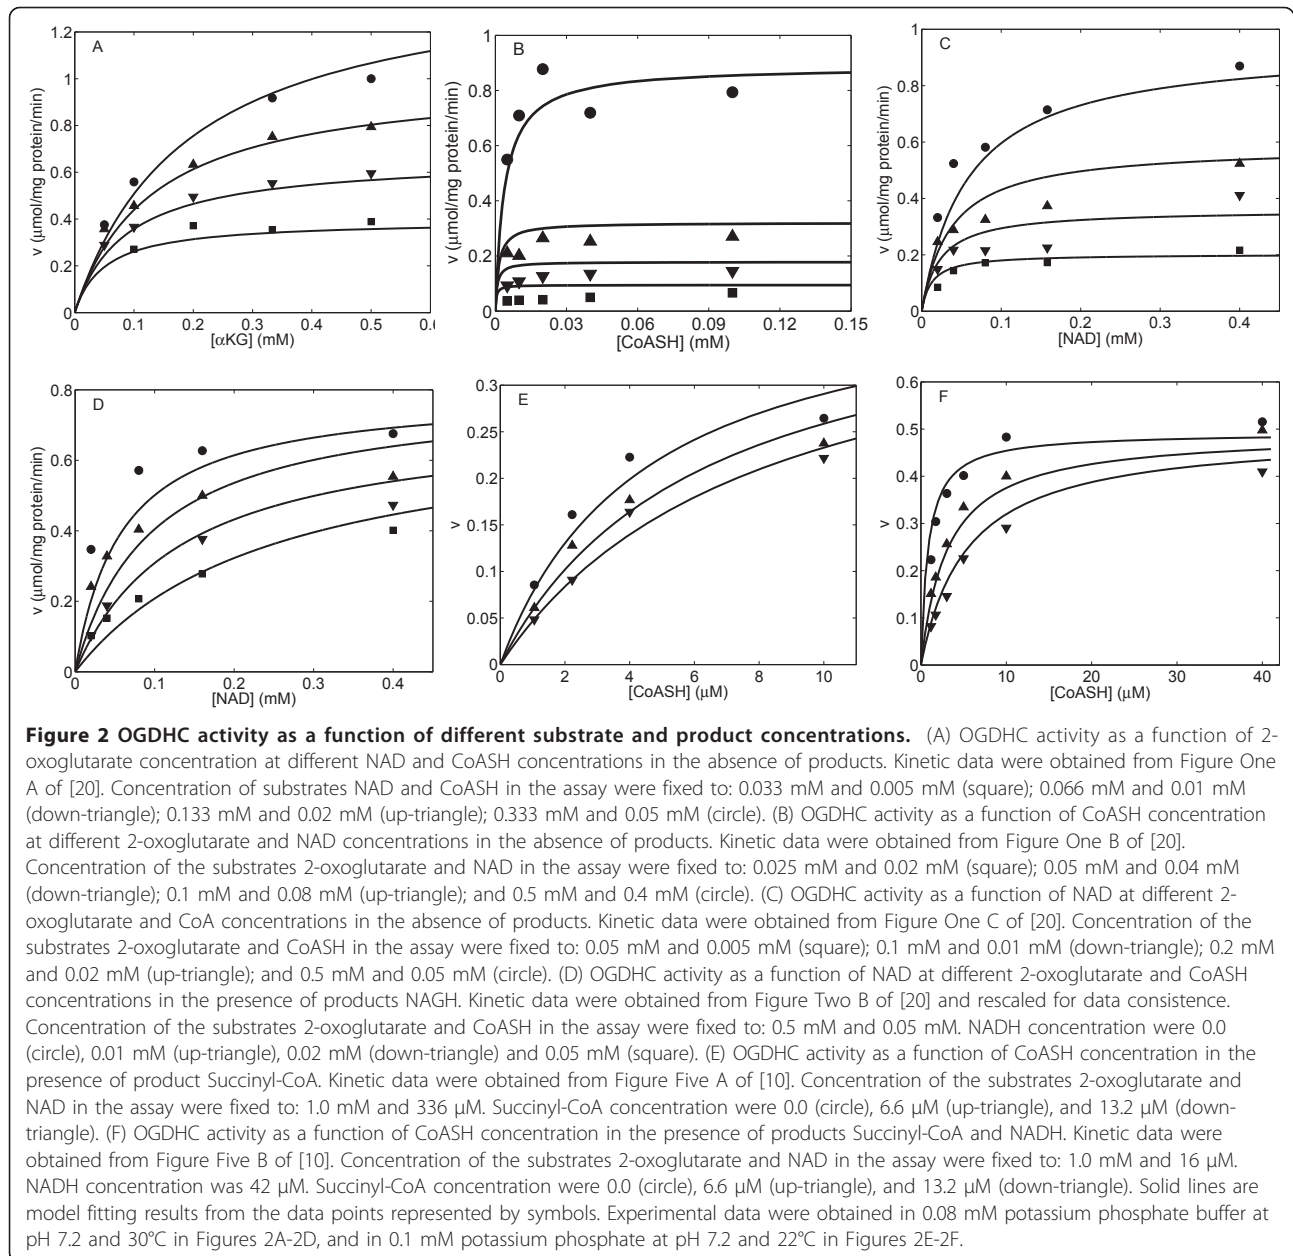 A
1.2
1
0.8
0.6
0.4
0.2
0
0
0.1
0.2
0.3
0.4
0.5
v (μmol/mg protein/min)
[αKG] (mM)
B
1
0.8
0.6
0.4
0.2
0
0
0.03
0.06
0.09
0.12
0.15
v (μmol/mg protein/min)
[CoASH] (mM)
C
1
0.8
0.6
0.4
0.2
0
0
0.1
0.2
0.3
0.4
v (μmol/mg protein/min)
[NAD] (mM)
D
0.8
0.6
0.4
0.2
0
0
0.1
0.2
0.3
0.4
v (μmol/mg protein/min)
[NAD] (mM)
E
0.3
0.25
0.2
0.15
0.1
0.05
0
0
2
4
6
8
10
v
[CoASH] (μM)
F
0.6
0.5
0.4
0.3
0.2
0.1
0
0
10
20
30
40
v
[CoASH] (μM)
Figure 2 OGDHC activity as a function of different substrate and product concentrations. (A) OGDHC activity as a function of 2-
oxoglutarate concentration at different NAD and CoASH concentrations in the absence of products. Kinetic data were obtained from Figure One
A of [20]. Concentration of substrates NAD and CoASH in the assay were fixed to: 0.033 mM and 0.005 mM (square); 0.066 mM and 0.01 mM
(down-triangle); 0.133 mM and 0.02 mM (up-triangle); 0.333 mM and 0.05 mM (circle). (B) OGDHC activity as a function of CoASH concentration
at different 2-oxoglutarate and NAD concentrations in the absence of products. Kinetic data were obtained from Figure One B of [20].
Concentration of the substrates 2-oxoglutarate and NAD in the assay were fixed to: 0.025 mM and 0.02 mM (square); 0.05 mM and 0.04 mM
(down-triangle); 0.1 mM and 0.08 mM (up-triangle); and 0.5 mM and 0.4 mM (circle). (C) OGDHC activity as a function of NAD at different 2-
oxoglutarate and CoA concentrations in the absence of products. Kinetic data were obtained from Figure One C of [20]. Concentration of the
substrates 2-oxoglutarate and CoASH in the assay were fixed to: 0.05 mM and 0.005 mM (square); 0.1 mM and 0.01 mM (down-triangle); 0.2 mM
and 0.02 mM (up-triangle); and 0.5 mM and 0.05 mM (circle). (D) OGDHC activity as a function of NAD at different 2-oxoglutarate and CoASH
concentrations in the presence of products NAGH. Kinetic data were obtained from Figure Two B of [20] and rescaled for data consistence.
Concentration of the substrates 2-oxoglutarate and CoASH in the assay were fixed to: 0.5 mM and 0.05 mM. NADH concentration were 0.0
(circle), 0.01 mM (up-triangle), 0.02 mM (down-triangle) and 0.05 mM (square). (E) OGDHC activity as a function of CoASH concentration in the
presence of product Succinyl-CoA. Kinetic data were obtained from Figure Five A of [10]. Concentration of the substrates 2-oxoglutarate and
NAD in the assay were fixed to: 1.0 mM and 336 μM. Succinyl-CoA concentration were 0.0 (circle), 6.6 μM (up-triangle), and 13.2 μM (down-
triangle). (F) OGDHC activity as a function of CoASH concentration in the presence of products Succinyl-CoA and NADH. Kinetic data were
obtained from Figure Five B of [10]. Concentration of the substrates 2-oxoglutarate and NAD in the assay were fixed to: 1.0 mM and 16 μM.
NADH concentration was 42 μM. Succinyl-CoA concentration were 0.0 (circle), 6.6 μM (up-triangle), and 13.2 μM (down-triangle). Solid lines are
model fitting results from the data points represented by symbols. Experimental data were obtained in 0.08 mM potassium phosphate buffer at
pH 7.2 and 30°C in Figures 2A-2D, and in 0.1 mM potassium phosphate at pH 7.2 and 22°C in Figures 2E-2F.